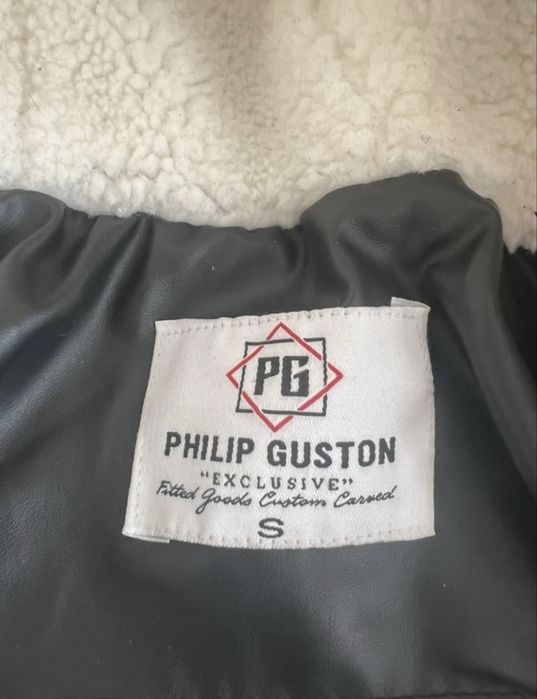 PG
PHILIP GUSTON
"EXCLUSIVE"
Fitted Goods Custom Carved
S